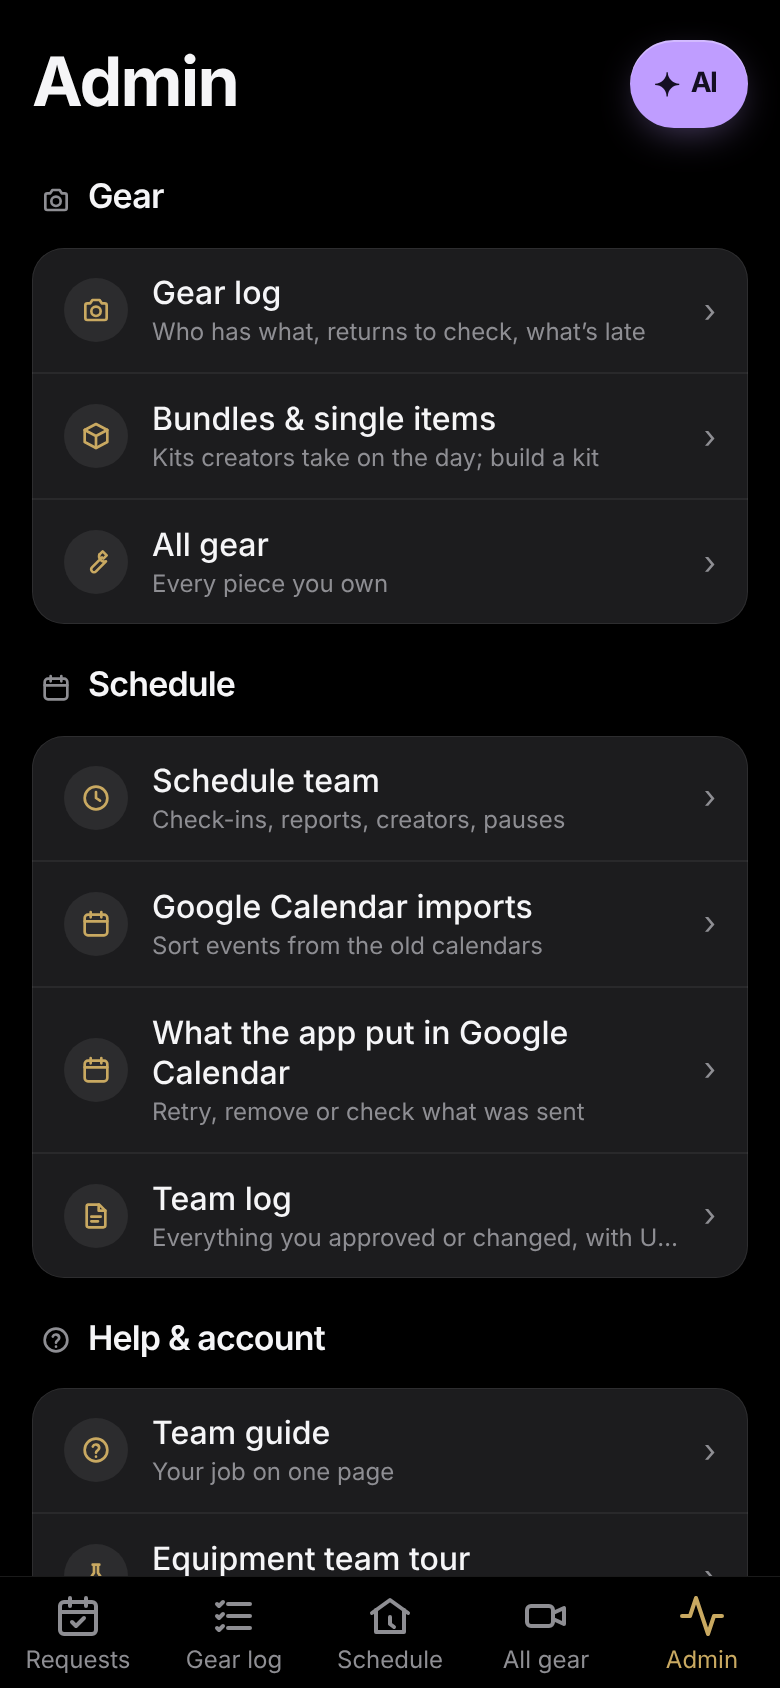 Admin
AI
Gear
Gear log
Who has what, returns to check, what’s late
Bundles & single items
Kits creators take on the day; build a kit
All gear
Every piece you own
Schedule
Schedule team
Check-ins, reports, creators, pauses
Google Calendar imports
Sort events from the old calendars
What the app put in Google
Calendar
Retry, remove or check what was sent
Team log
Everything you approved or changed, with U...
Help & account
Team guide
Your job on one page
Equipment team tour
Requests
Gear log
Schedule
All gear
Admin